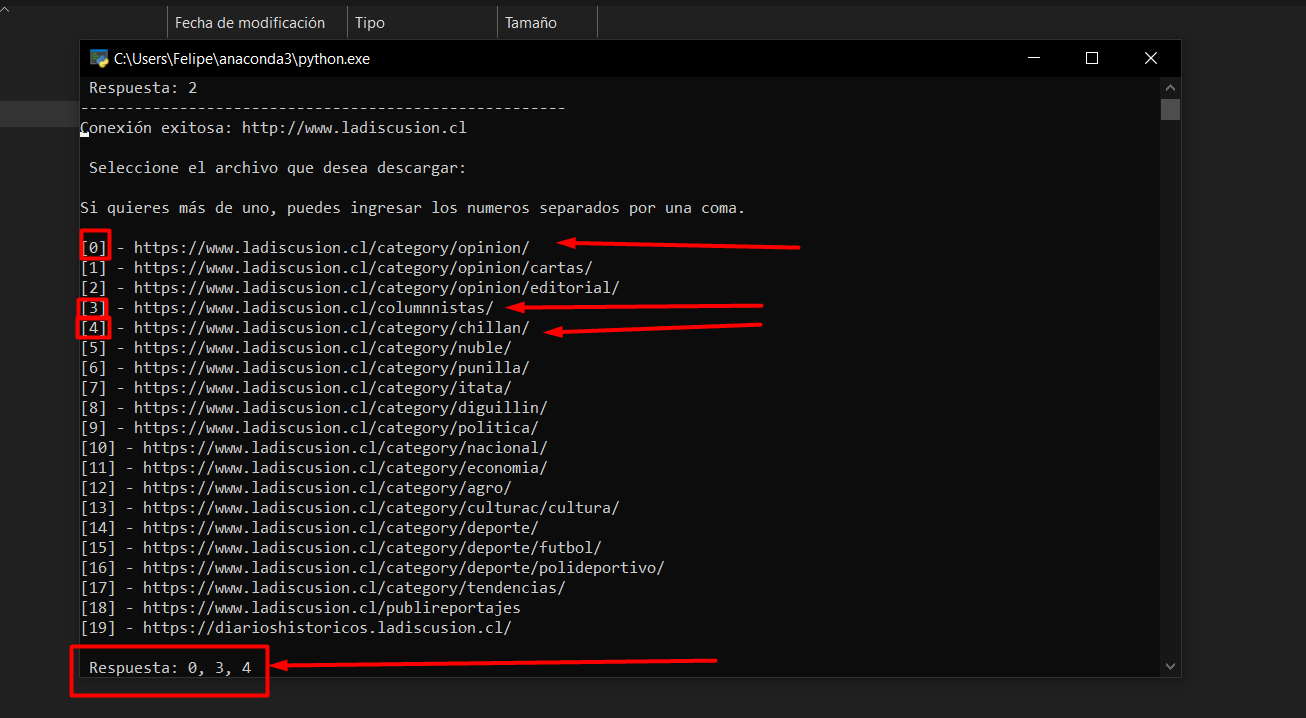 Fecha de modificación Tipo Tamaño
C:\Users\Felipe\anaconda3\python.exe
Respuesta: 2
------------------------------------------------------
Conexión exitosa: http://www.ladiscusion.cl
Seleccione el archivo que desea descargar:
Si quieres más de uno, puedes ingresar los numeros separados por una coma.
[0] - https://www.ladiscusion.cl/category/opinion/
[1] - https://www.ladiscusion.cl/category/opinion/cartas/
[2] - https://www.ladiscusion.cl/category/opinion/editorial/
[3] - https://www.ladiscusion.cl/columnnistas/
[4] - https://www.ladiscusion.cl/category/chillan/
[5] - https://www.ladiscusion.cl/category/nuble/
[6] - https://www.ladiscusion.cl/category/punilla/
[7] - https://www.ladiscusion.cl/category/itata/
[8] - https://www.ladiscusion.cl/category/diguillin/
[9] - https://www.ladiscusion.cl/category/politica/
[10] - https://www.ladiscusion.cl/category/nacional/
[11] - https://www.ladiscusion.cl/category/economia/
[12] - https://www.ladiscusion.cl/category/agro/
[13] - https://www.ladiscusion.cl/category/culturac/cultura/
[14] - https://www.ladiscusion.cl/category/deporte/
[15] - https://www.ladiscusion.cl/category/deporte/futbol/
[16] - https://www.ladiscusion.cl/category/deporte/polideportivo/
[17] - https://www.ladiscusion.cl/category/tendencias/
[18] - https://www.ladiscusion.cl/publireportajes
[19] - https://diarioshistoricos.ladiscusion.cl/
Respuesta: 0, 3, 4